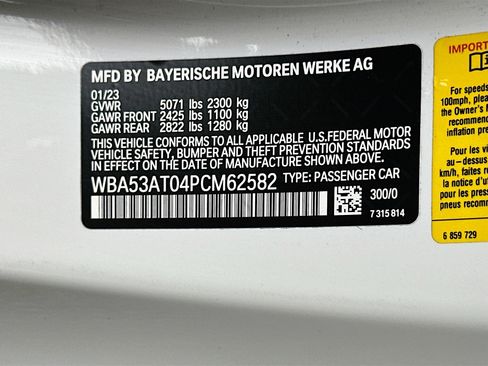 MFD BY BAYERISCHE MOTOREN WERKE AG
01/23
GVWR 5071 lbs 2300 kg
GAWR FRONT 2425 lbs 1100 kg
GAWR REAR 2822 lbs 1280 kg
THIS VEHICLE CONFORMS TO ALL APPLICABLE U.S.FEDERAL MOTOR
VEHICLE SAFETY, BUMPER,AND THEFT PREVENTION STANDARDS
IN EFFECT ON THE DATE OF MANUFACTURE SHOWN ABOVE.
WBA53AT04PCM62582 TYPE: PASSENGER CAR
300/0
7 315 814
IMPORT
For speeds
100mph, plea
the Owner's
recommen
inflation pre
Pour les vi
au-dessus
km/h, faites
la notice d'ut
pour les press
pneus recomm
6 859 729